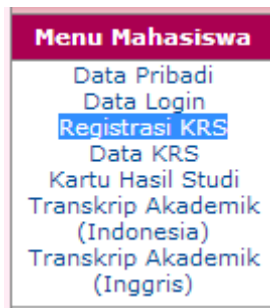 Menu Mahasiswa
Data Pribadi
Data Login
Registrasi KRS
Data KRS
Kartu Hasil Studi
Transkrip Akademik
(Indonesia)
Transkrip Akademik
(Inggris)